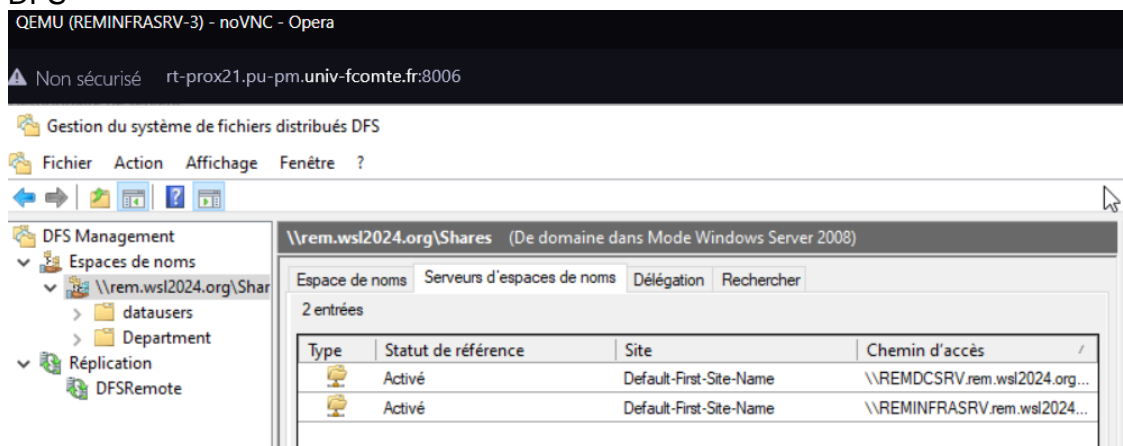 DFS
QEMU (REMINFRASRV-3) - noVNC - Opera
Non sécurisé rt-prox21.pu-pm.univ-fcomte.fr:8006
Gestion du système de fichiers distribués DFS
Fichier Action Affichage Fenêtre ?
DFS Management
Espaces de noms
\\rem.wsl2024.org\Shar
datausers
Department
Réplication
DFSRemote
\\rem.wsl2024.org\Shares (De domaine dans Mode Windows Server 2008)
Espace de noms Serveurs d'espaces de noms Délégation Rechercher
2 entrées
Type Statut de référence Site Chemin d'accès
Activé Default-First-Site-Name \\REMDCSRV.rem.wsl2024.org...
Activé Default-First-Site-Name \\REMINFRASRV.rem.wsl2024...